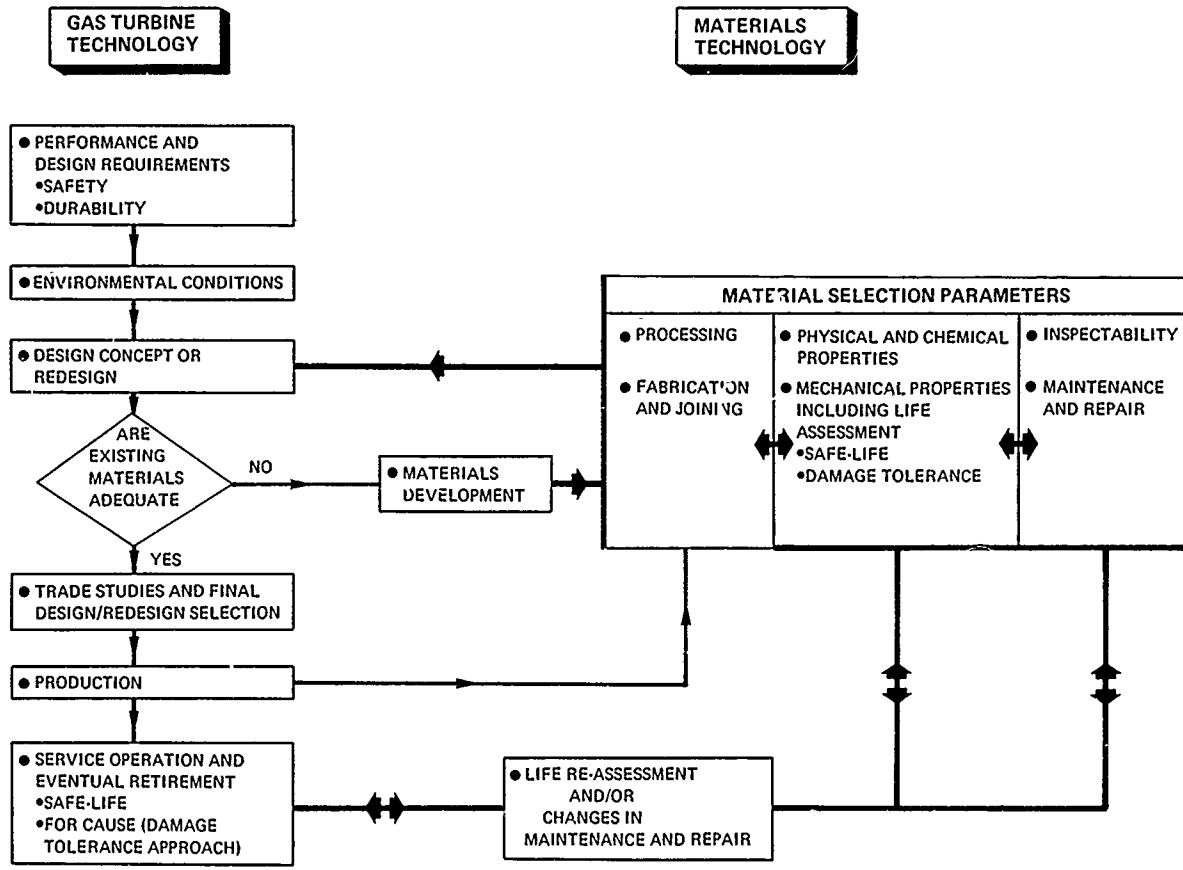 GAS TURBINE
TECHNOLOGY
MATERIALS
TECHNOLOGY
● PERFORMANCE AND
DESIGN REQUIREMENTS
•SAFETY
•DURABILITY
● ENVIRONMENTAL CONDITIONS
● DESIGN CONCEPT OR
REDESIGN
ARE
EXISTING
MATERIALS
ADEQUATE
NO
YES
● MATERIALS
DEVELOPMENT
MATERIAL SELECTION PARAMETERS
● PROCESSING
● FABRICATION
AND JOINING
● PHYSICAL AND CHEMICAL
PROPERTIES
● MECHANICAL PROPERTIES
INCLUDING LIFE
ASSESSMENT
•SAFE-LIFE
•DAMAGE TOLERANCE
● INSPECTABILITY
● MAINTENANCE
AND REPAIR
● TRADE STUDIES AND FINAL
DESIGN/REDESIGN SELECTION
● PRODUCTION
● SERVICE OPERATION AND
EVENTUAL RETIREMENT
•SAFE-LIFE
•FOR CAUSE (DAMAGE
TOLERANCE APPROACH)
● LIFE RE-ASSESSMENT
AND/OR
CHANGES IN
MAINTENANCE AND REPAIR